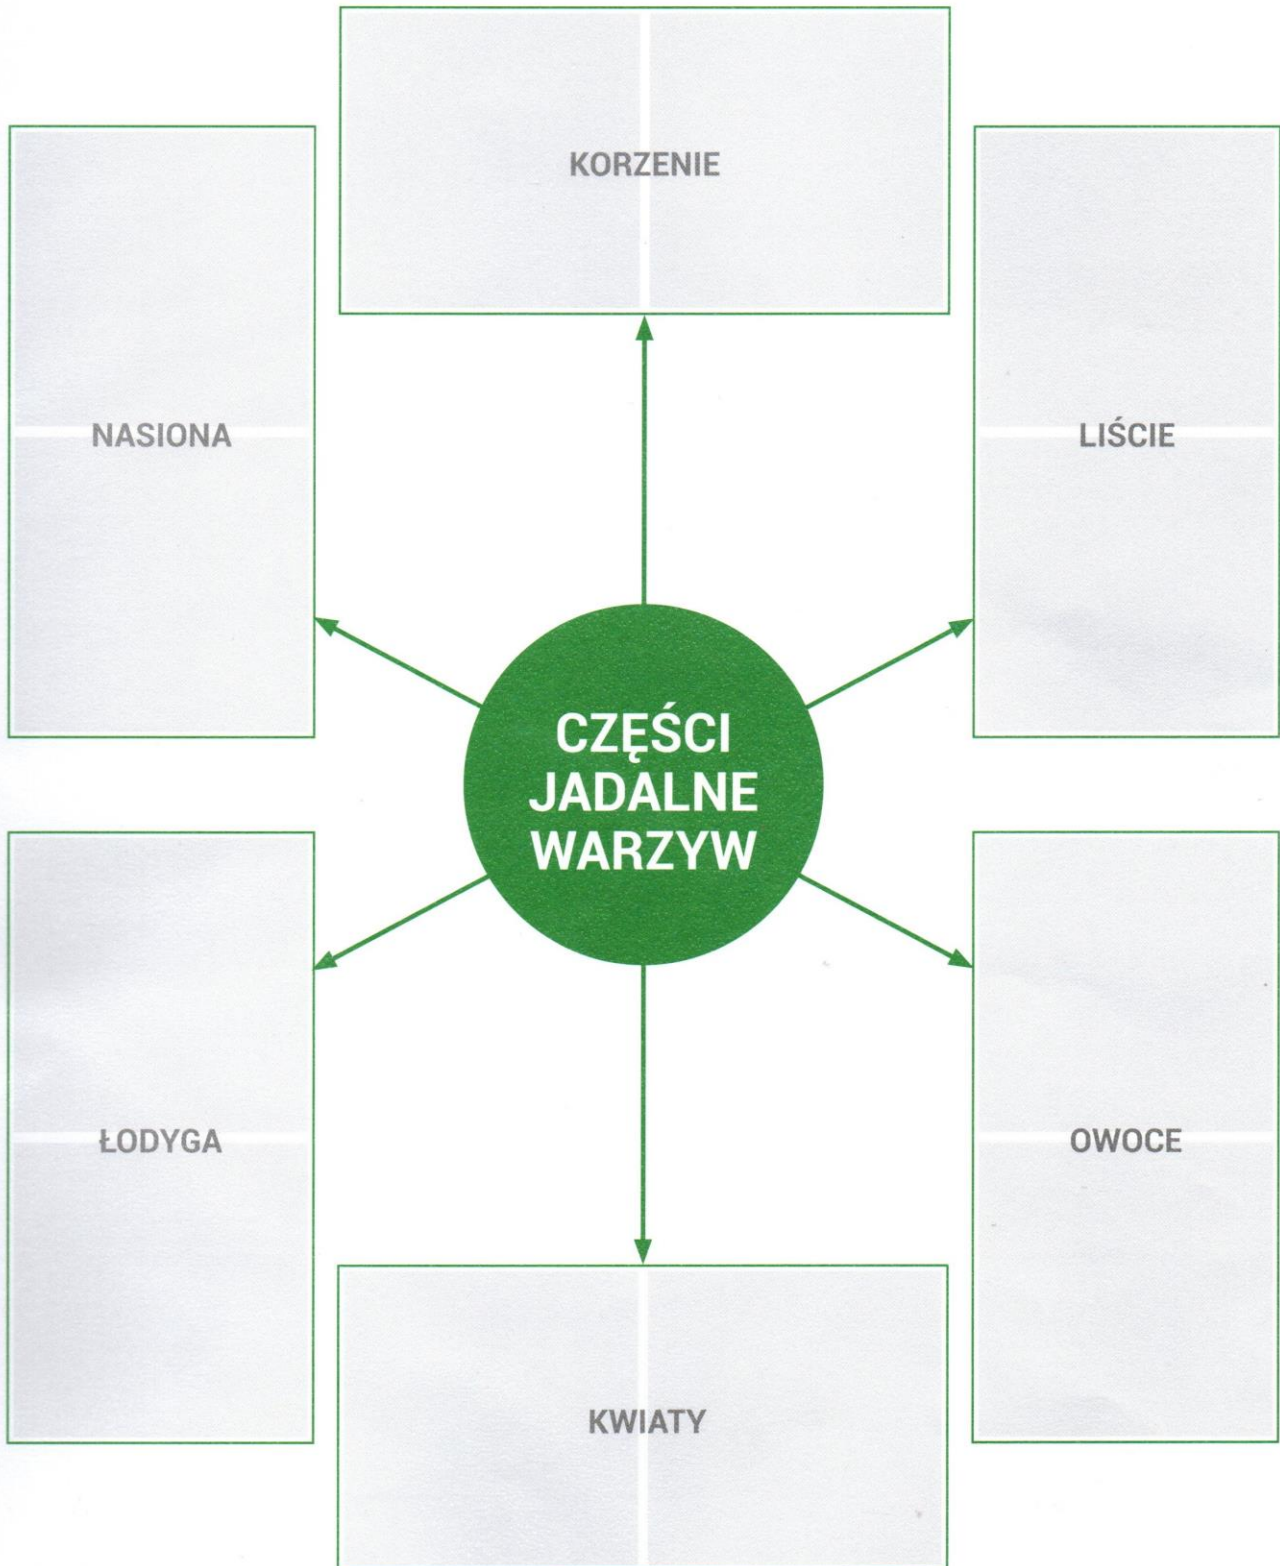 KORZENIE
NASIONA
LIŚCIE
CZĘŚCI
JADALNE
WARZYW
ŁODYGA
OWOCE
KWIATY